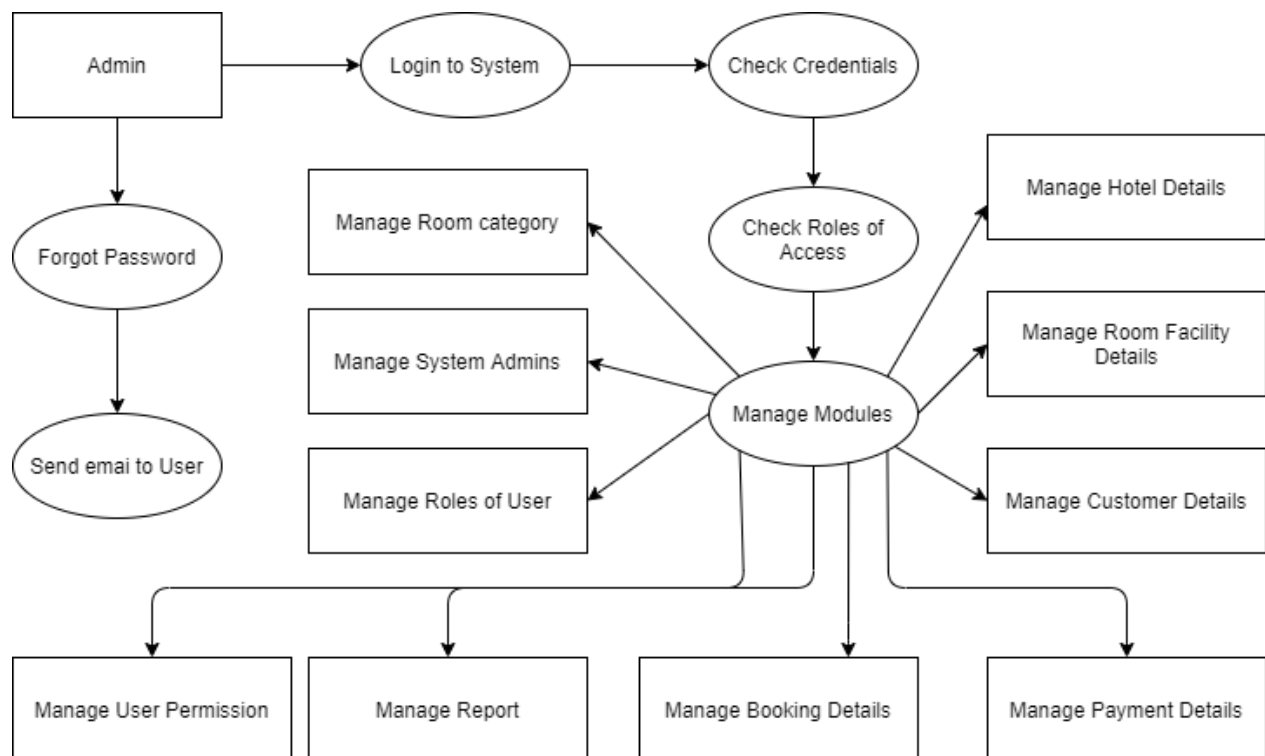 Admin
Login to System
Check Credentials
Manage Hotel Details
Manage Room category
Check Roles of
Access
Forgot Password
Manage Room Facility
Details
Manage System Admins
Manage Modules
Send emai to User
Manage Roles of User
Manage Customer Details
Manage User Permission
Manage Report
Manage Booking Details
Manage Payment Details